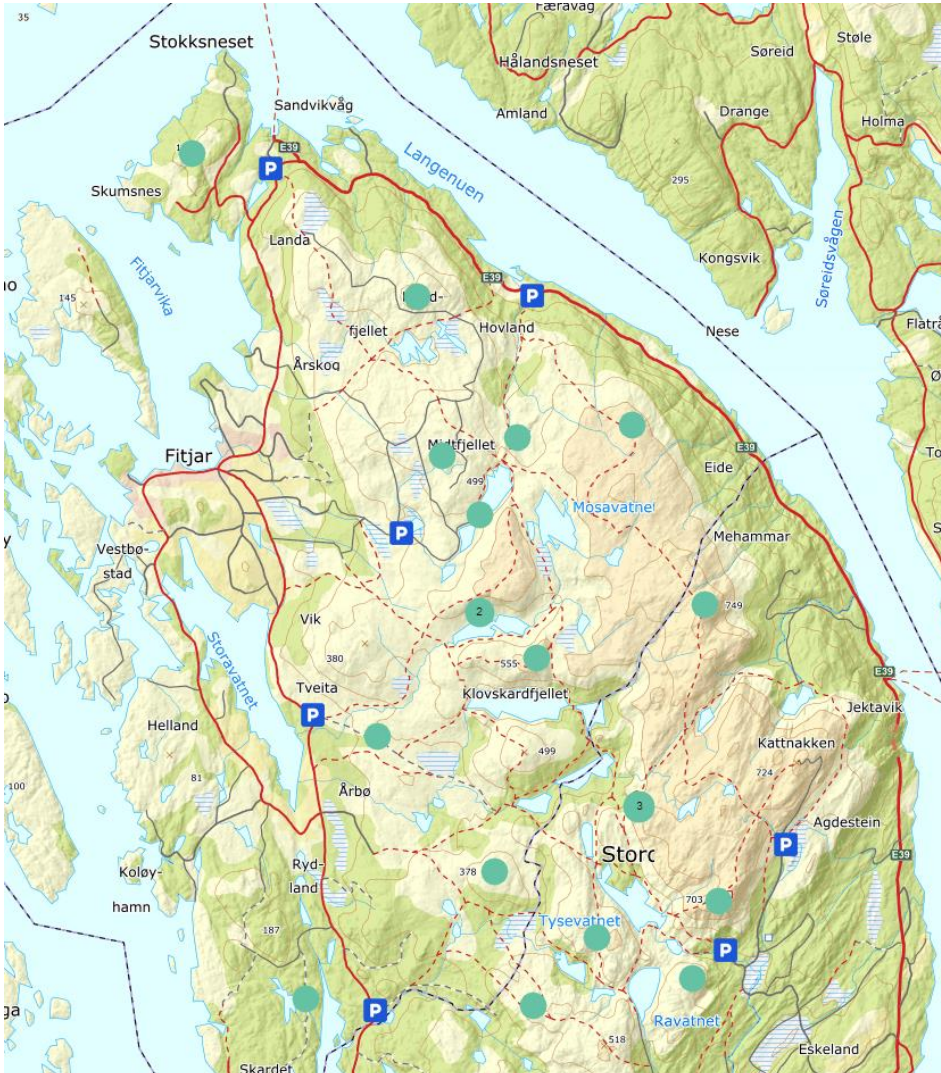 35
Færavåg
Stokksneset
Søreid
Støle
Hålandsneset
Sandvikvåg
Amland
Drange
Holma
E39
P
Langenuen
Skumsnes
295
Søreidsvågen
Landa
Kongsvik
Fitjarvika
E39
145
P
Nese
fjellet
Hovland
Årskog
Fitjar
Midtfjellet
E39
Eide
499
Mosavatne
P
Mehammar
Vestbø-
stad
2
749
Vik
Storavatnet
380
555
Tveita
Klovskardfjellet
Jektavik
E39
P
Helland
499
Kattnakken
724
81
100
Årbø
3
Agdestein
P
Storc
E39
Ryd-
land
378
Koløy-
hamn
703
187
Tysevatnet
P
P
Ravatnet
518
Eskeland
Skardet